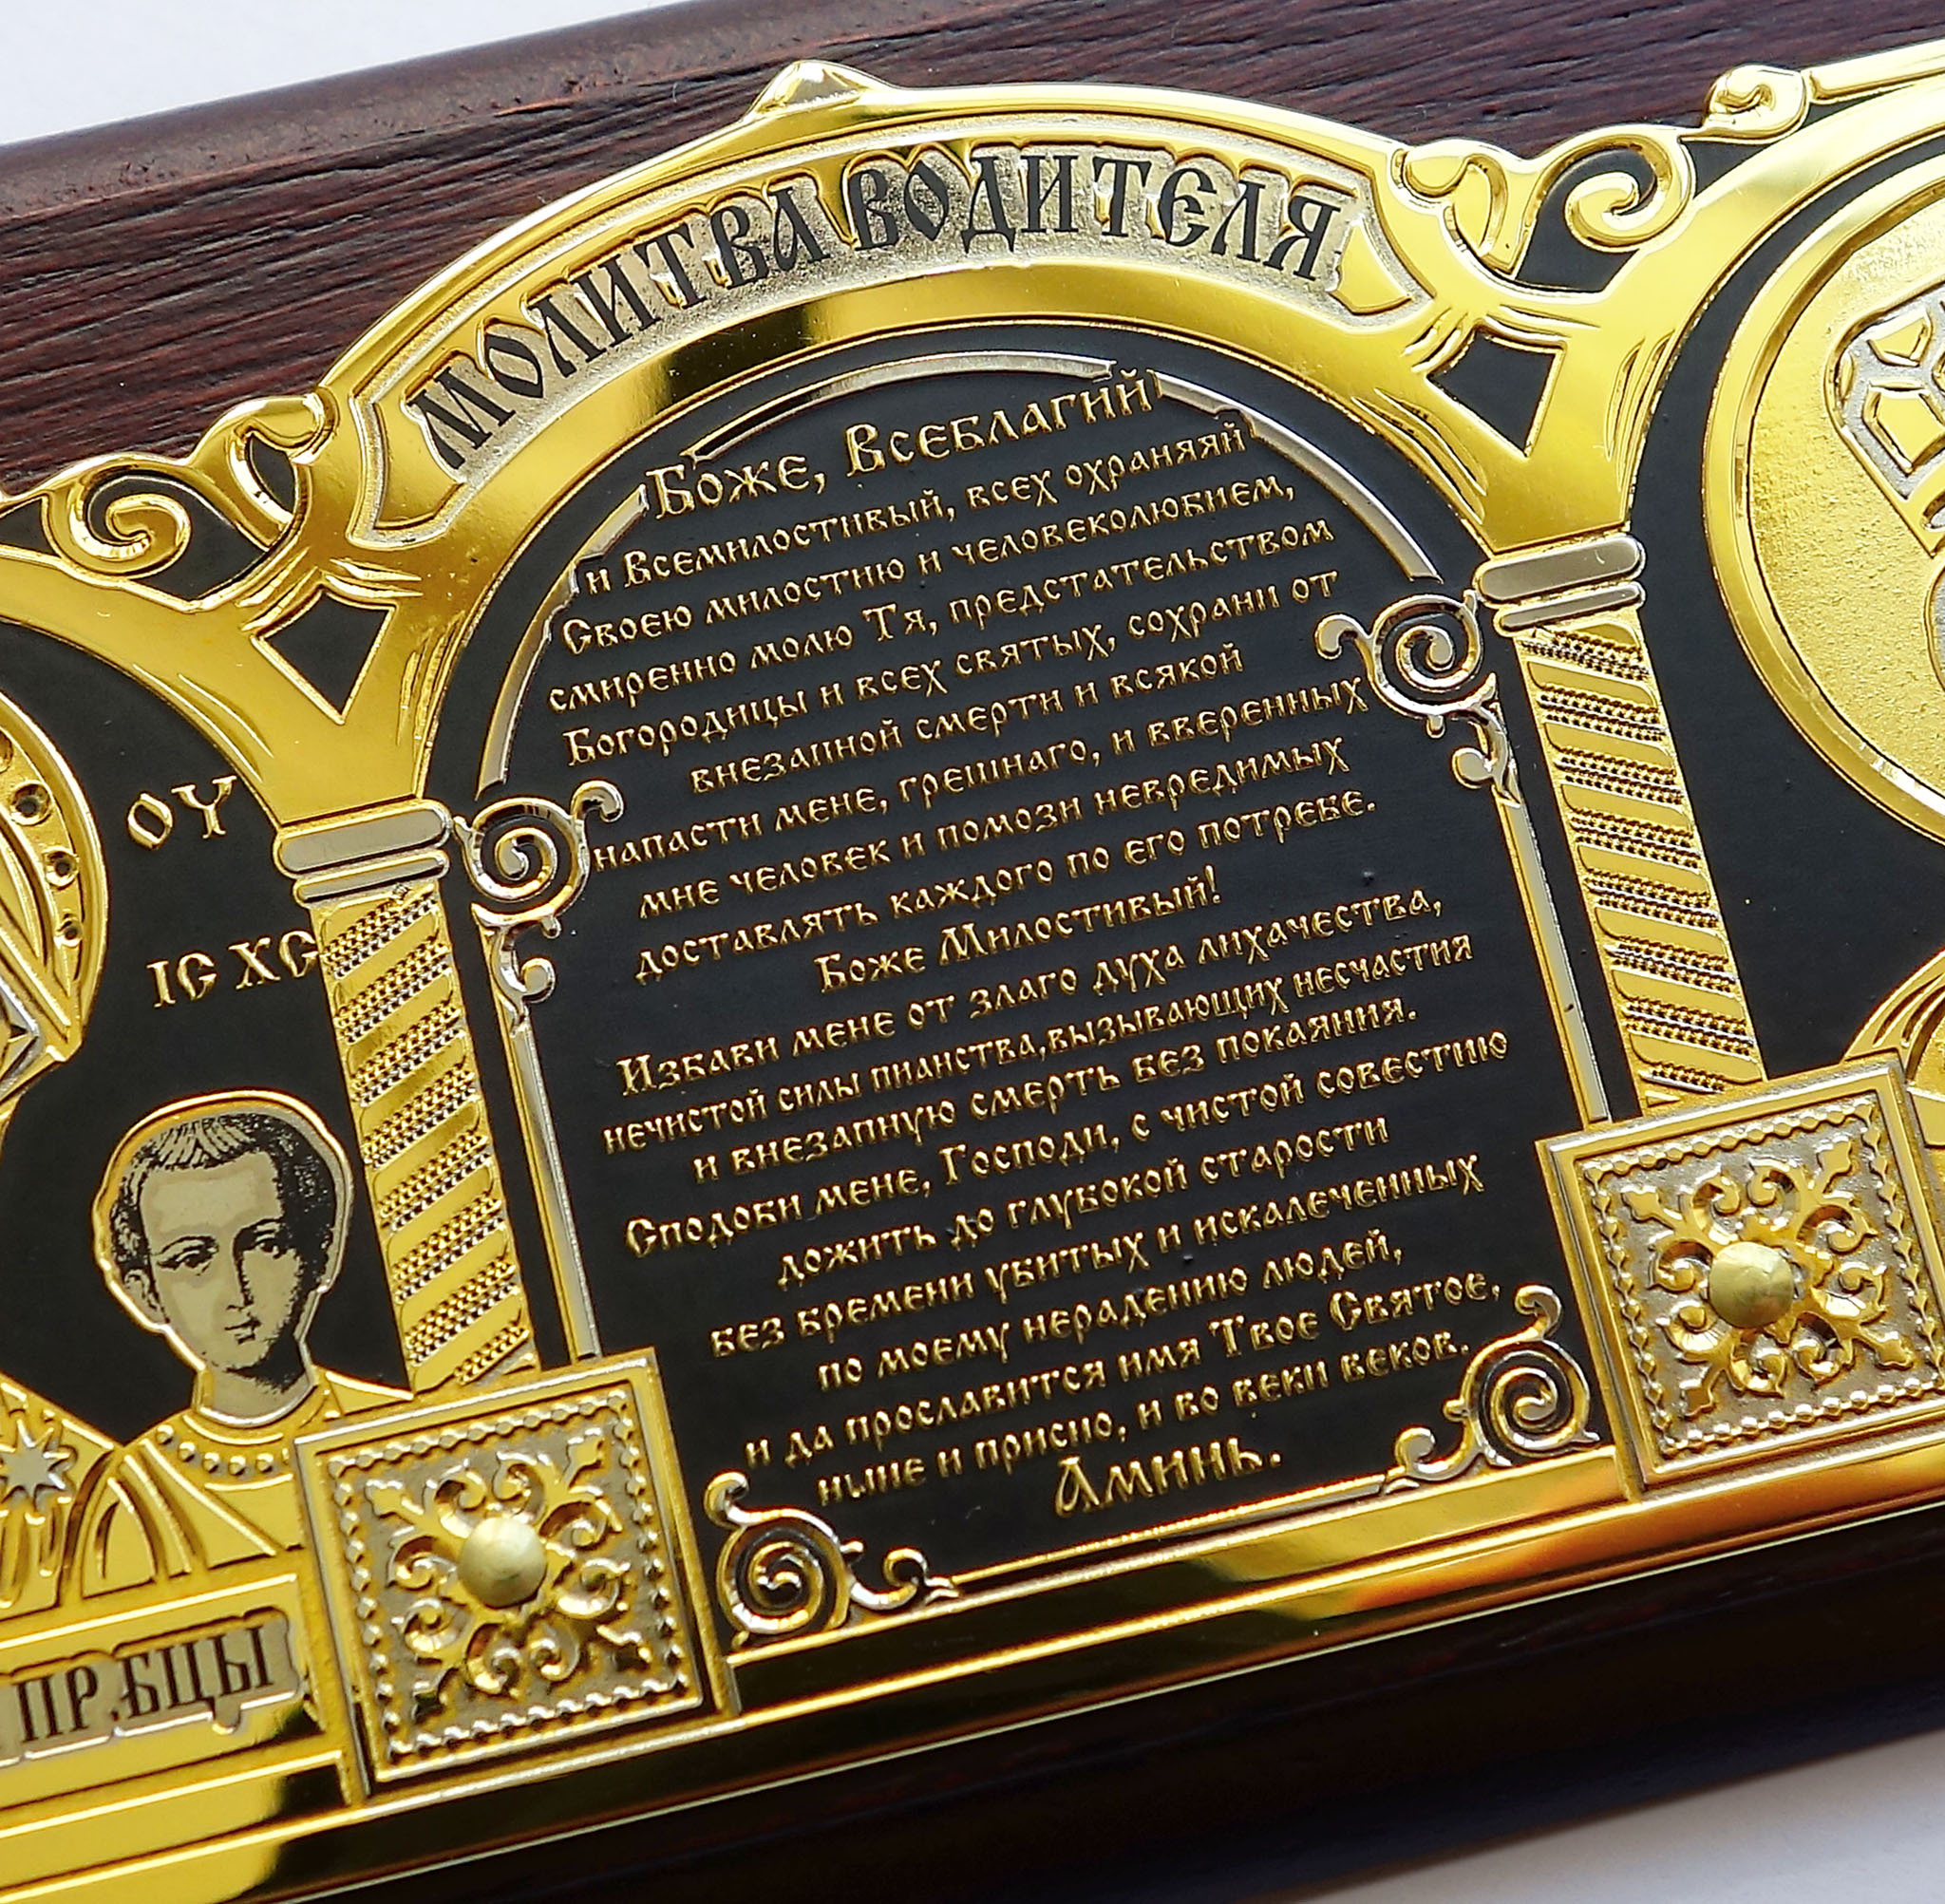 МОЛИТВА ВОДИТЕЛЯ
Боже, Всеблагий
и Всемилостивый, всех охраняяй
Своею милостию и человеколюбием,
смиренно молю Тя, предстательством
Богородицы и всех святых, сохрани от
внезапной смерти и всякой
напасти мене, грешнаго, и вверенных
мне человек и помози невредимых
доставлять каждого по его потребе.
Боже Милостивый!
Избави мене от злаго духа лихачества,
нечистой силы пианства,вызывающих несчастия
и внезапную смерть без покаяния.
Сподоби мене, Господи, с чистой совестию
дожить до глубокой старости
без бремени убитых и искалеченных
по моему нерадению людей,
и да прославится имя Твое Святое,
ныне и присно, и во веки веков.
Аминь.
ОУ
IС ХС
ПР.БЦЫ